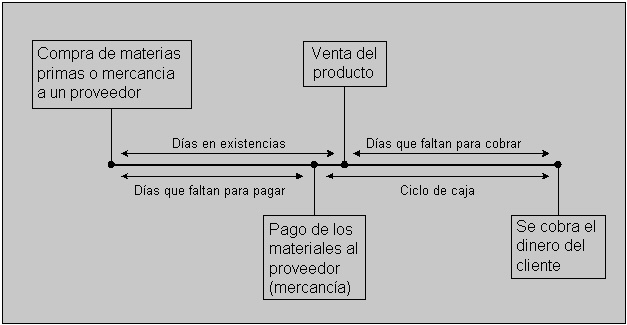 Compra de materias
primas o mercancia
a un proveedor
Venta del
producto
Días en existencias
Días que faltan para cobrar
Días que faltan para pagar
Ciclo de caja
Pago de los
materiales al
proveedor
(mercancía)
Se cobra el
dinero del
cliente